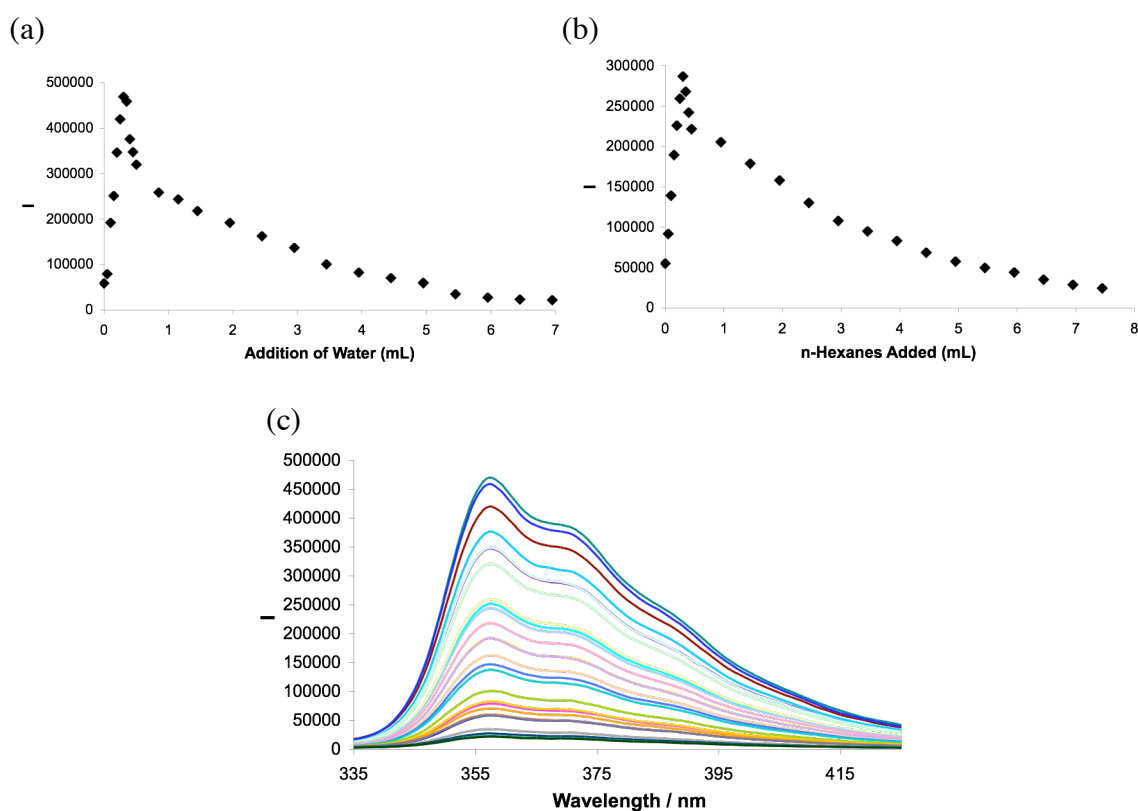 (a)
500000
400000
300000
200000
100000
0
I
0 1 2 3 4 5 6 7
Addition of Water (mL)
(b)
300000
250000
200000
150000
100000
50000
0
I
0 1 2 3 4 5 6 7 8
n-Hexanes Added (mL)
(c)
500000
450000
400000
350000
300000
250000
200000
150000
100000
50000
0
I
335 355 375 395 415
Wavelength / nm